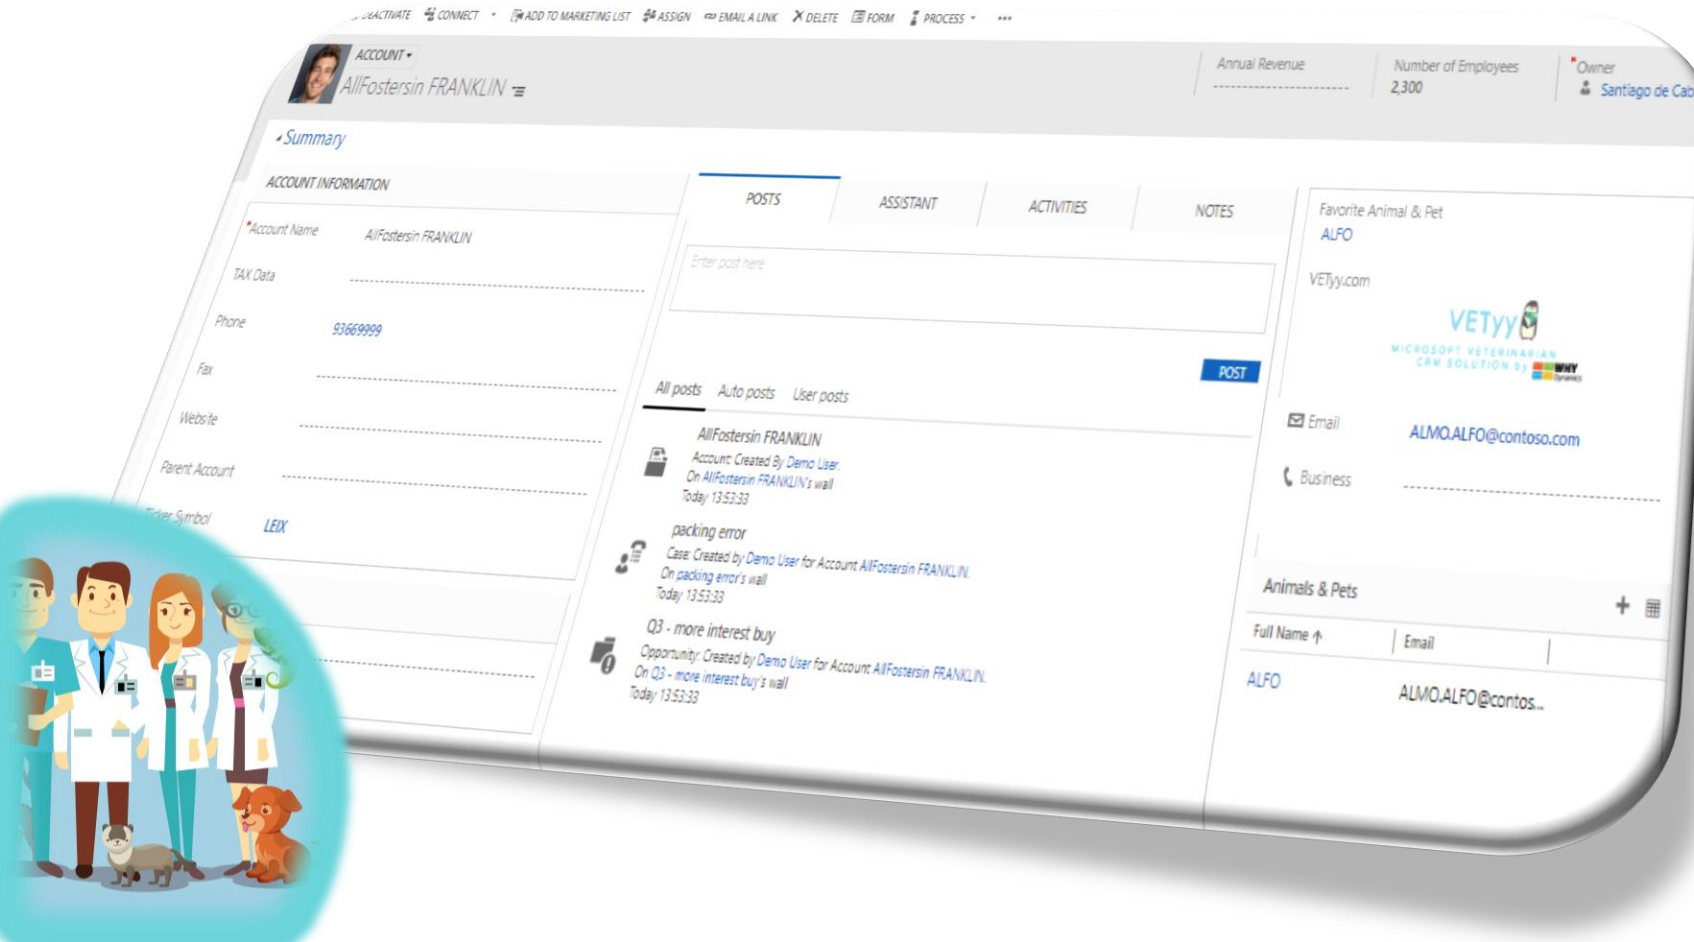 DEACTIVATE CONNECT ADD TO MARKETING LIST ASSIGN EMAIL A LINK DELETE FORM PROCESS ...
ACCOUNT
AllFostersin FRANKLIN
Annual Revenue
Number of Employees
2,300
*Owner
Santiago de Cab
Summary
ACCOUNT INFORMATION
*Account Name AllFostersin FRANKLIN
TAX Data
Phone 93669999
Fax
Website
Parent Account
Ticker Symbol LEIX
POSTS ASSISTANT ACTIVITIES NOTES
Enter post here
POST
All posts Auto posts User posts
AllFostersin FRANKLIN
Account: Created By Demo User.
On AllFostersin FRANKLIN's wall
Today 13:53:33
packing error
Case: Created by Demo User for Account AllFostersin FRANKLIN.
On packing error's wall
Today 13:53:33
Q3 - more interest buy
Opportunity: Created by Demo User for Account AllFostersin FRANKLIN.
On Q3 - more interest buy's wall
Today 13:53:33
Favorite Animal & Pet
ALFO
VETyy.com
VETyy
MICROSOFT VETERINARIAN
CRM SOLUTION by WHY
Dynamics
Email ALMO.ALFO@contoso.com
Business
Animals & Pets
Full Name Email
ALFO ALMO.ALFO@contos...